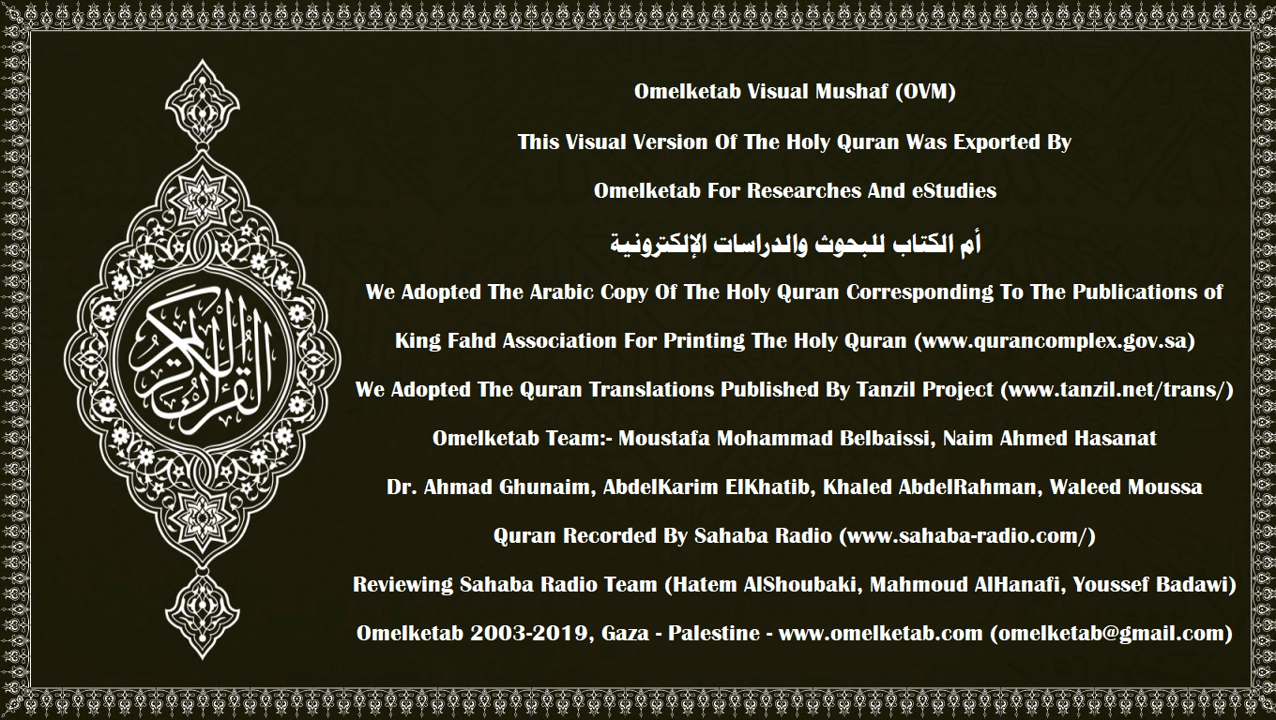 القرآن الكريم
Omelketab Visual Mushaf (OVM)
This Visual Version Of The Holy Quran Was Exported By
Omelketab For Researches And eStudies
أم الكتاب للبحوث والدراسات الإلكترونية
We Adopted The Arabic Copy Of The Holy Quran Corresponding To The Publications of
King Fahd Association For Printing The Holy Quran (www.qurancomplex.gov.sa)
We Adopted The Quran Translations Published By Tanzil Project (www.tanzil.net/trans/)
Omelketab Team:- Moustafa Mohammad Belbaissi, Naim Ahmed Hasanat
Dr. Ahmad Ghunaim, AbdelKarim ElKhatib, Khaled AbdelRahman, Waleed Moussa
Quran Recorded By Sahaba Radio (www.sahaba-radio.com/)
Reviewing Sahaba Radio Team (Hatem AlShoubaki, Mahmoud AlHanafi, Youssef Badawi)
Omelketab 2003-2019, Gaza - Palestine - www.omelketab.com (omelketab@gmail.com)